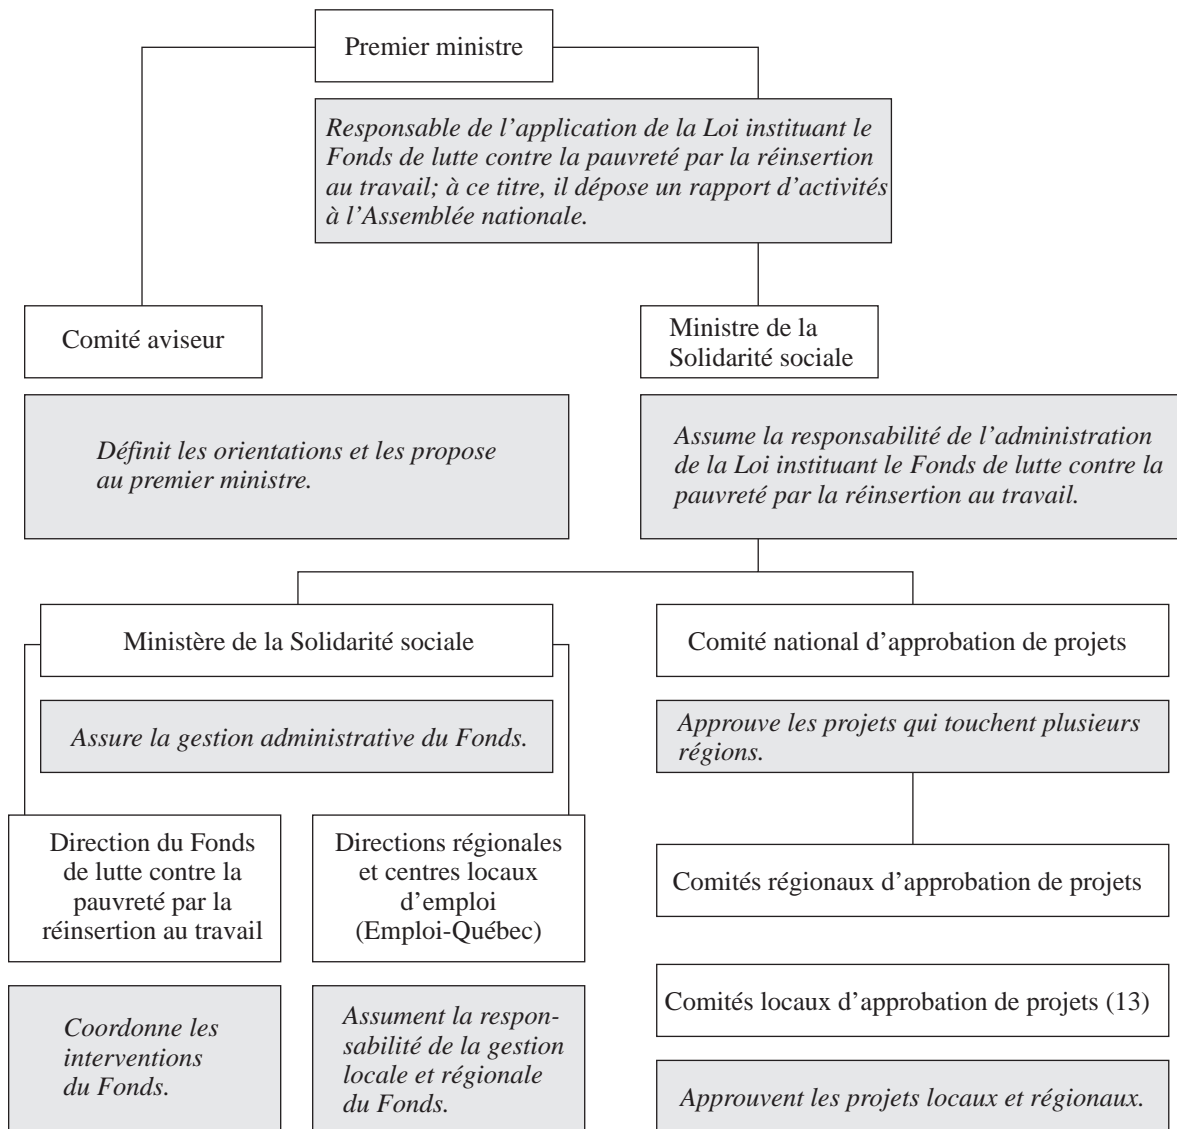 Premier ministre
Responsable de l’application de la Loi instituant le
Fonds de lutte contre la pauvreté par la réinsertion
au travail; à ce titre, il dépose un rapport d’activités
à l’Assemblée nationale.
Comité aviseur
Ministre de la
Solidarité sociale
Définit les orientations et les propose
au premier ministre.
Assume la responsabilité de l’administration
de la Loi instituant le Fonds de lutte contre la
pauvreté par la réinsertion au travail.
Ministère de la Solidarité sociale
Comité national d’approbation de projets
Assure la gestion administrative du Fonds.
Approuve les projets qui touchent plusieurs
régions.
Direction du Fonds
de lutte contre la
pauvreté par la
réinsertion au travail
Directions régionales
et centres locaux
d’emploi
(Emploi-Québec)
Comités régionaux d’approbation de projets
Comités locaux d’approbation de projets (13)
Coordonne les
interventions
du Fonds.
Assument la respon-
sabilité de la gestion
locale et régionale
du Fonds.
Approuvent les projets locaux et régionaux.